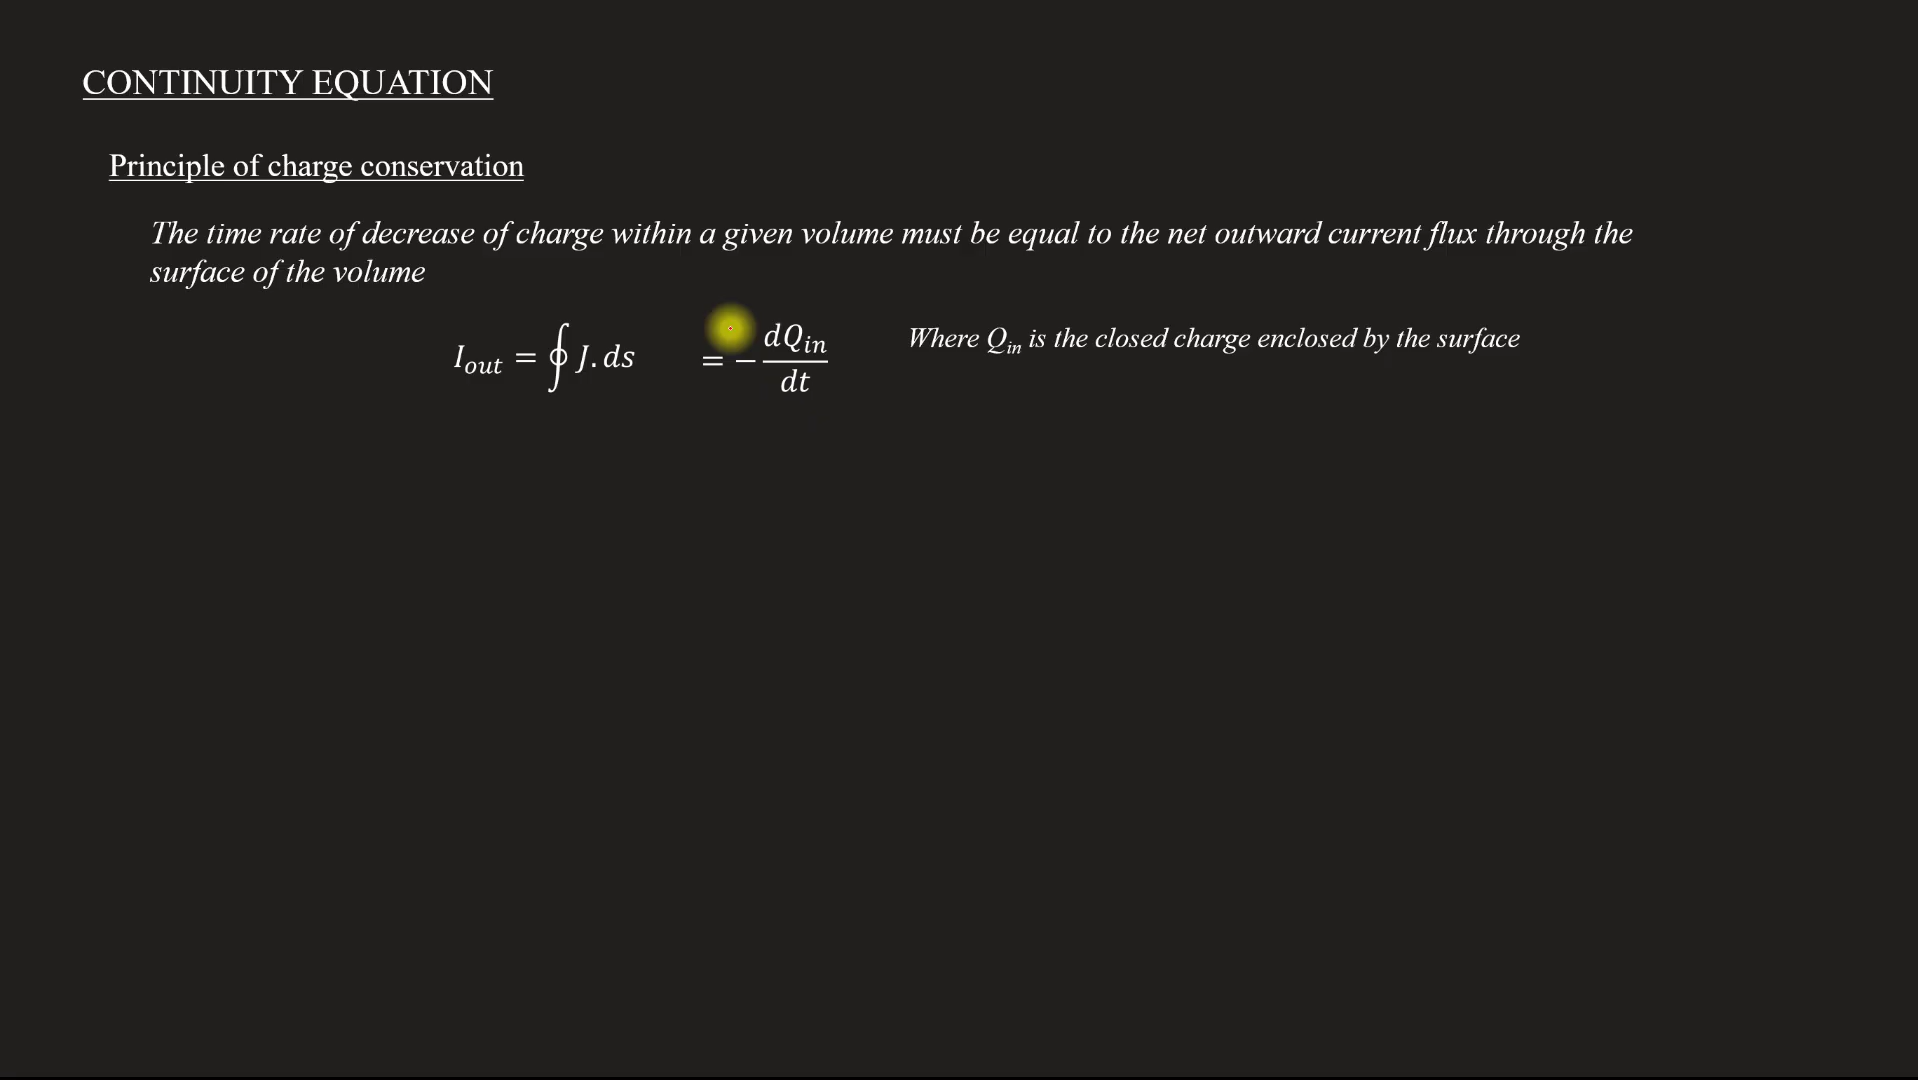 CONTINUITY EQUATION
Principle of charge conservation
The time rate of decrease of charge within a given volume must be equal to the net outward current flux through the
surface of the volume
I_out = ∮ J. ds = − dQ_in / dt
Where Q_in is the closed charge enclosed by the surface